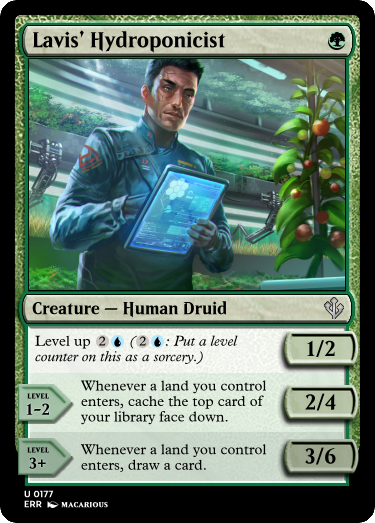 Lavis' Hydroponicist
Creature — Human Druid
Level up 2 (2: Put a level
counter on this as a sorcery.)
1/2
LEVEL
1-2
Whenever a land you control
enters, cache the top card of
your library face down.
2/4
LEVEL
3+
Whenever a land you control
enters, draw a card.
3/6
U 0177
ERR MACARIOUS